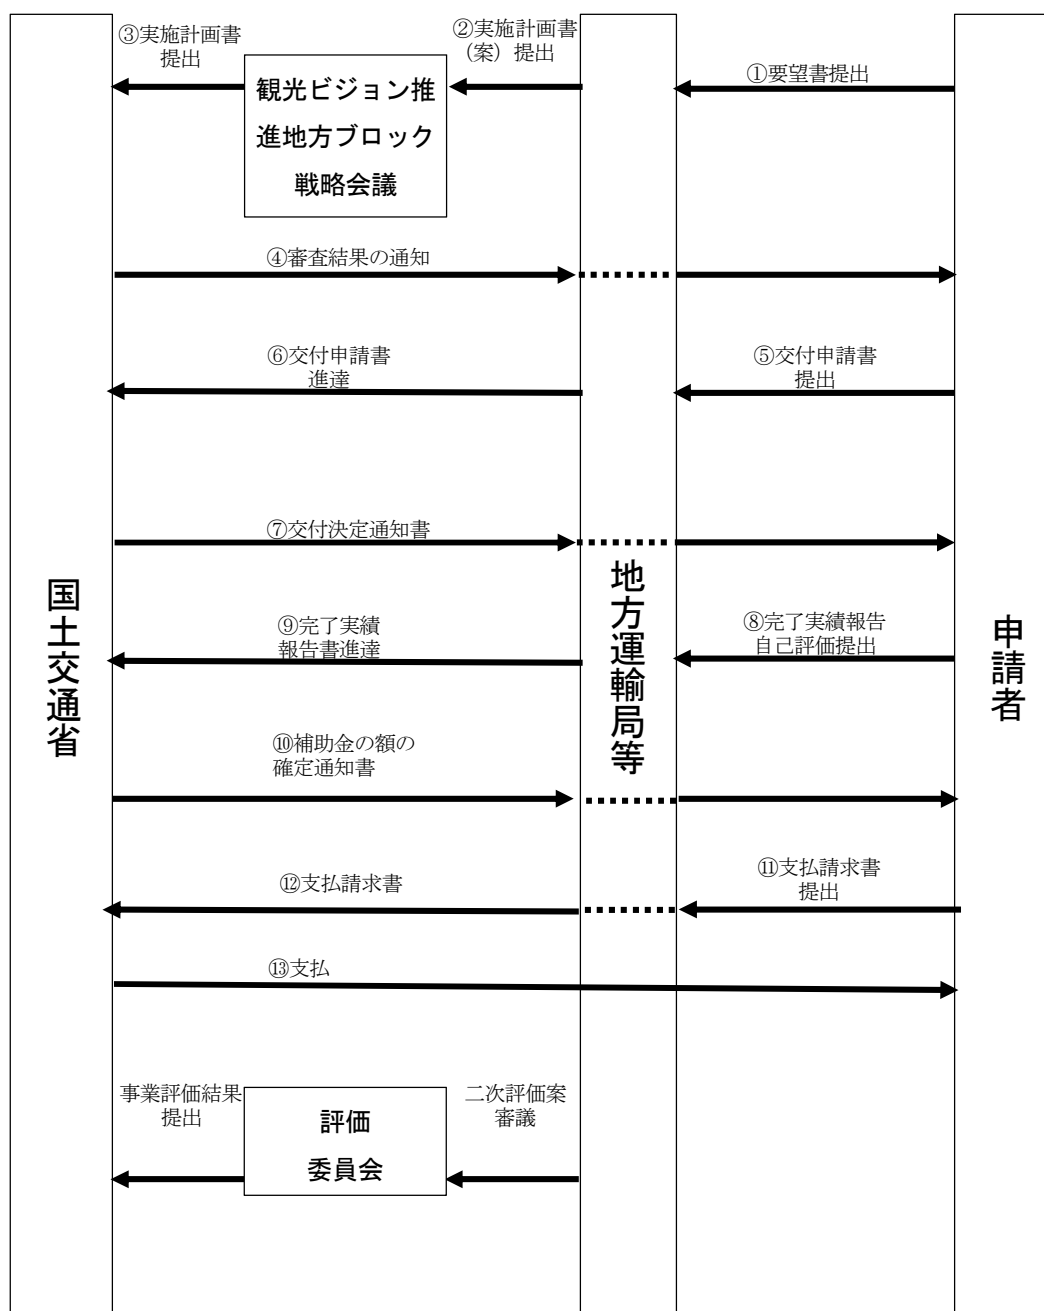 ③実施計画書
提出
②実施計画書
（案）提出
①要望書提出
観光ビジョン推
進地方ブロック
戦略会議
④審査結果の通知
⑥交付申請書
進達
⑤交付申請書
提出
⑦交付決定通知書
国土交通省
地方運輸局等
申請者
⑨完了実績
報告書進達
⑧完了実績報告
自己評価提出
⑩補助金の額の
確定通知書
⑫支払請求書
⑪支払請求書
提出
⑬支払
事業評価結果
提出
評価
委員会
二次評価案
審議